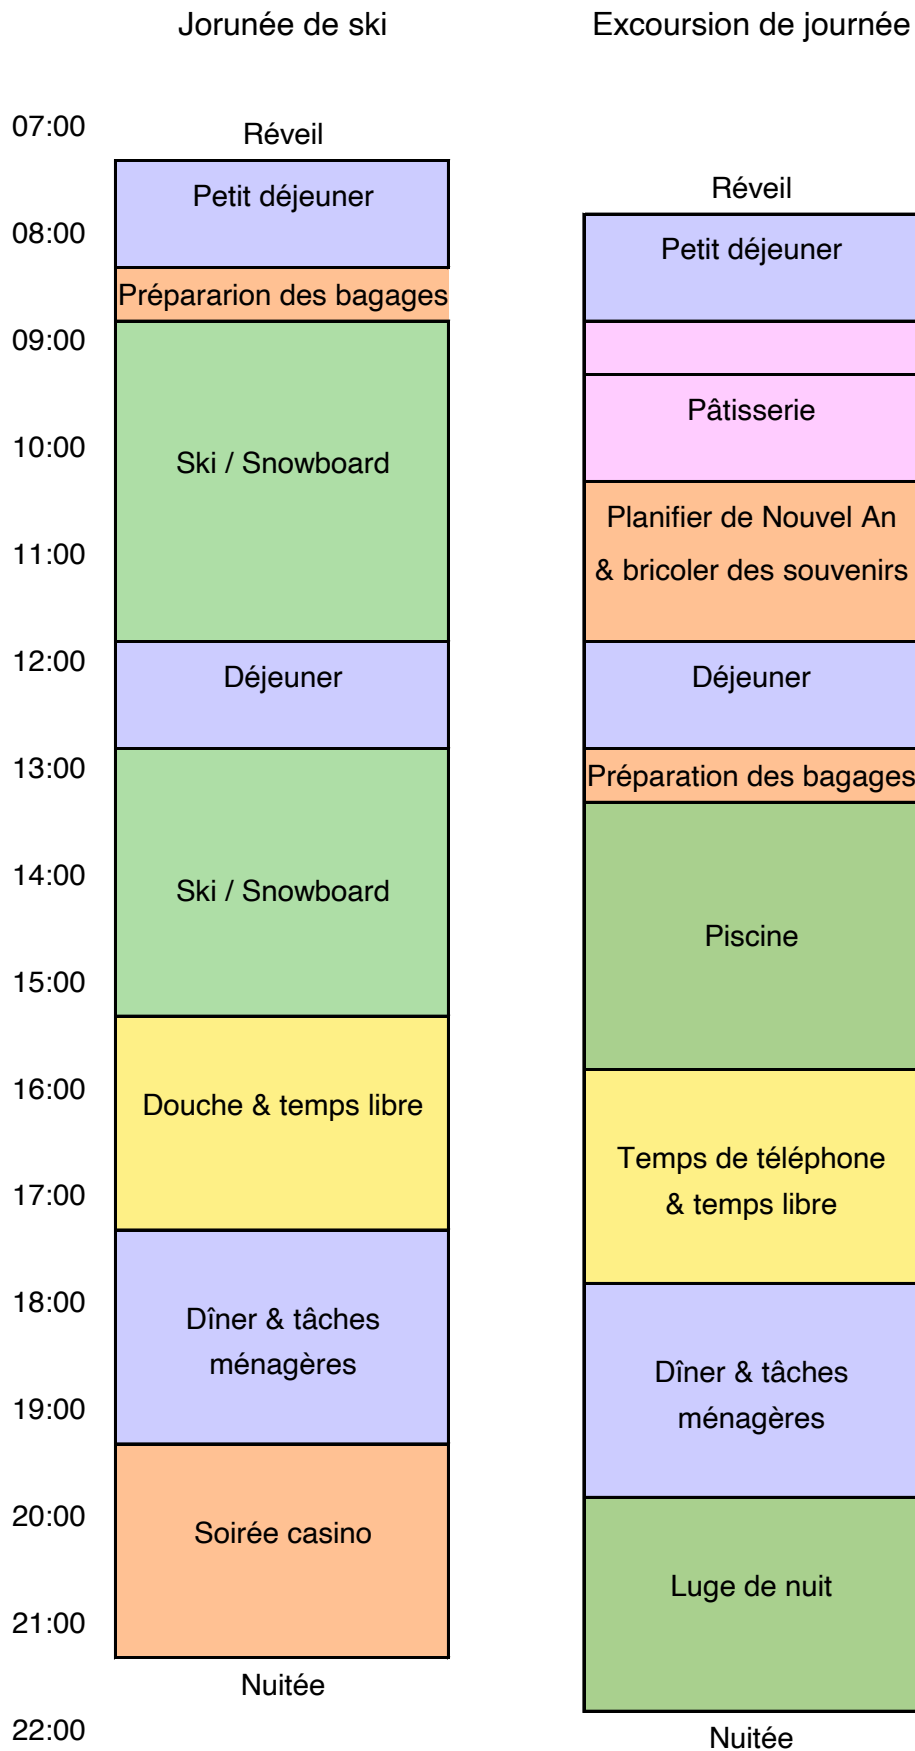 Jorunée de ski
Excoursion de journée
07:00
08:00
09:00
10:00
11:00
12:00
13:00
14:00
15:00
16:00
17:00
18:00
19:00
20:00
21:00
22:00
Réveil
Petit déjeuner
Prépararion des bagages
Ski / Snowboard
Déjeuner
Ski / Snowboard
Douche & temps libre
Dîner & tâches
ménagères
Soirée casino
Nuitée
Réveil
Petit déjeuner
Pâtisserie
Planifier de Nouvel An
& bricoler des souvenirs
Déjeuner
Préparation des bagages
Piscine
Temps de téléphone
& temps libre
Dîner & tâches
ménagères
Luge de nuit
Nuitée